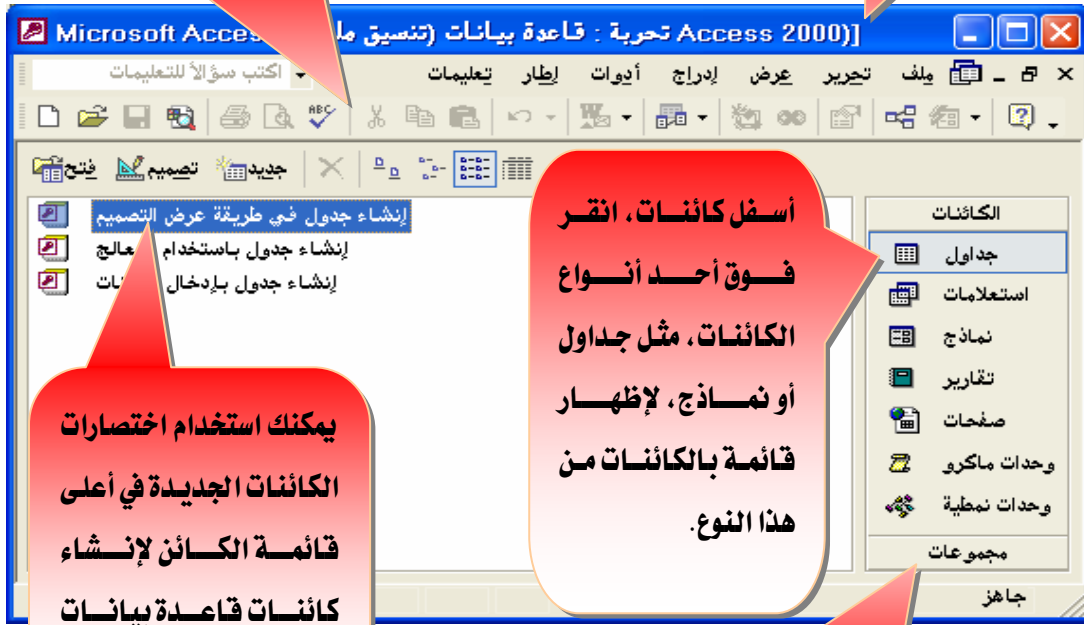 Microsoft Acces
تجربة : قاعدة بيانات (تنسيق مل
[(Access 2000
ملف تحرير عرض إدراج أدوات إطار تعليمات
اكتب سؤالاً للتعليمات
فتح تصميم جديد
إنشاء جدول في طريقة عرض التصميم
إنشاء جدول باستخدام
عالج
إنشاء جدول بإدخال
الكائنات
جداول
استعلامات
نماذج
تقارير
صفحات
وحدات ماكرو
وحدات نمطية
مجموعات
جاهز
أسفل كائنات، انقر
فوق أحد أنواع
الكائنات، مثل جداول
أو نماذج، لإظهار
قائمة بالكائنات من
هذا النوع.
يمكنك استخدام اختصارات
الكائنات الجديدة في أعلى
قائمة الكائن لإنشاء
كائنات قاعدة بيانات